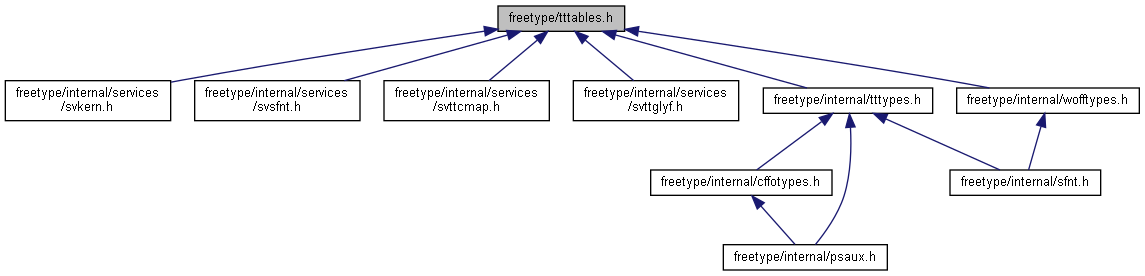 freetype/tttables.h
freetype/internal/services
/svkern.h
freetype/internal/services
/svsfnt.h
freetype/internal/services
/svttcmap.h
freetype/internal/services
/svttglyf.h
freetype/internal/tttypes.h
freetype/internal/wofftypes.h
freetype/internal/cffotypes.h
freetype/internal/sfnt.h
freetype/internal/psaux.h